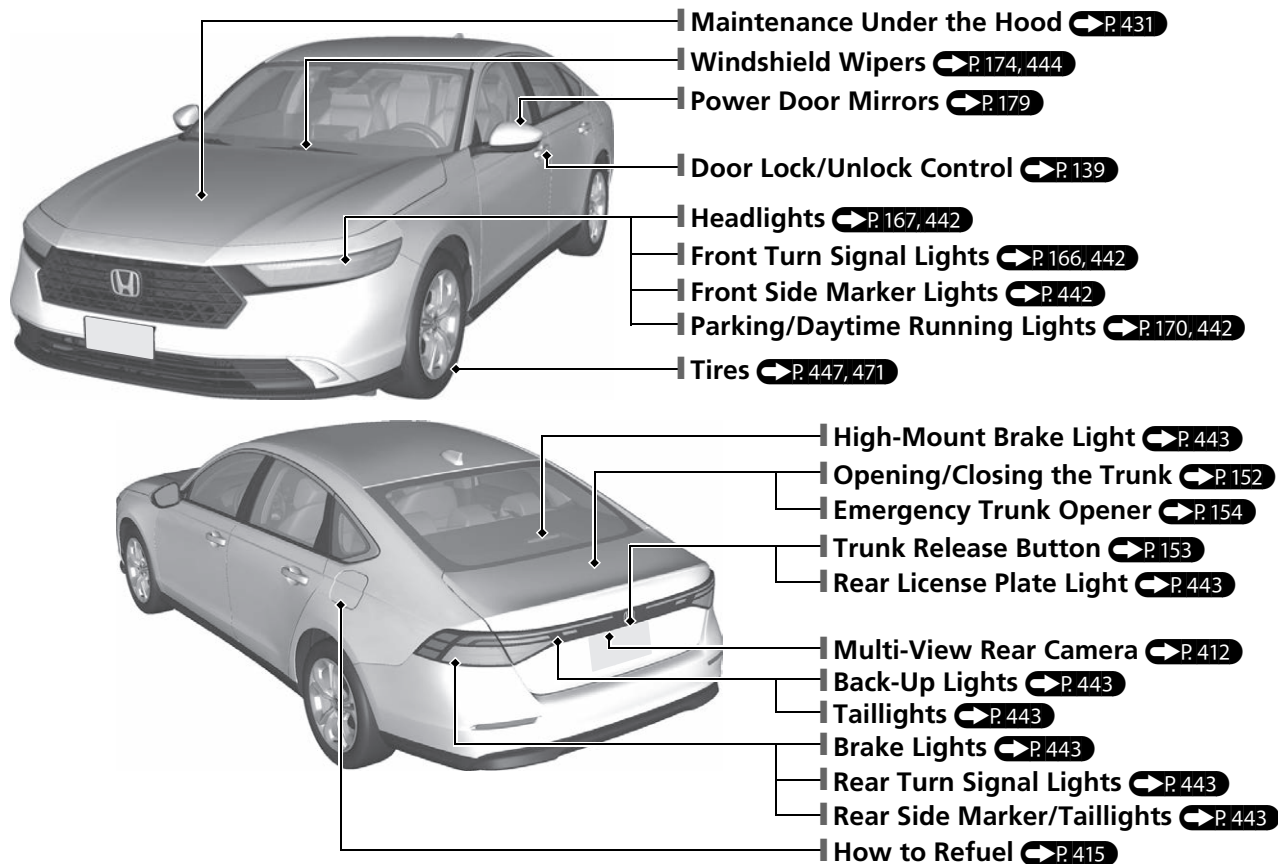 Maintenance Under the Hood P. 431
Windshield Wipers P. 174, 444
Power Door Mirrors P. 179
Door Lock/Unlock Control P. 139
Headlights P. 167, 442
Front Turn Signal Lights P. 166, 442
Front Side Marker Lights P. 442
Parking/Daytime Running Lights P. 170, 442
Tires P. 447, 471
High-Mount Brake Light P. 443
Opening/Closing the Trunk P. 152
Emergency Trunk Opener P. 154
Trunk Release Button P. 153
Rear License Plate Light P. 443
Multi-View Rear Camera P. 412
Back-Up Lights P. 443
Taillights P. 443
Brake Lights P. 443
Rear Turn Signal Lights P. 443
Rear Side Marker/Taillights P. 443
How to Refuel P. 415